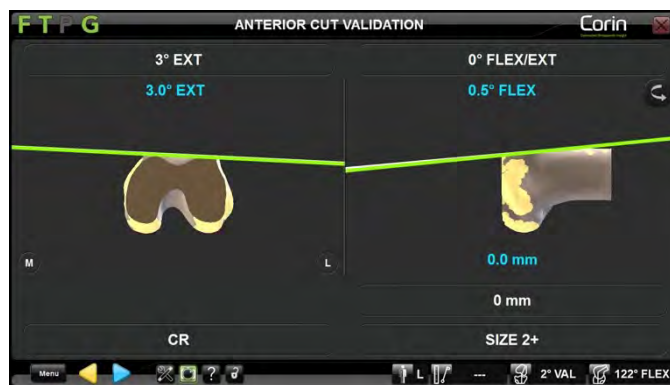 F T P G
ANTERIOR CUT VALIDATION
Corin
3° EXT
0° FLEX/EXT
3.0° EXT
0.5° FLEX
M
L
0.0 mm
0 mm
CR
SIZE 2+
Menu
?
L
---
2° VAL
122° FLEX